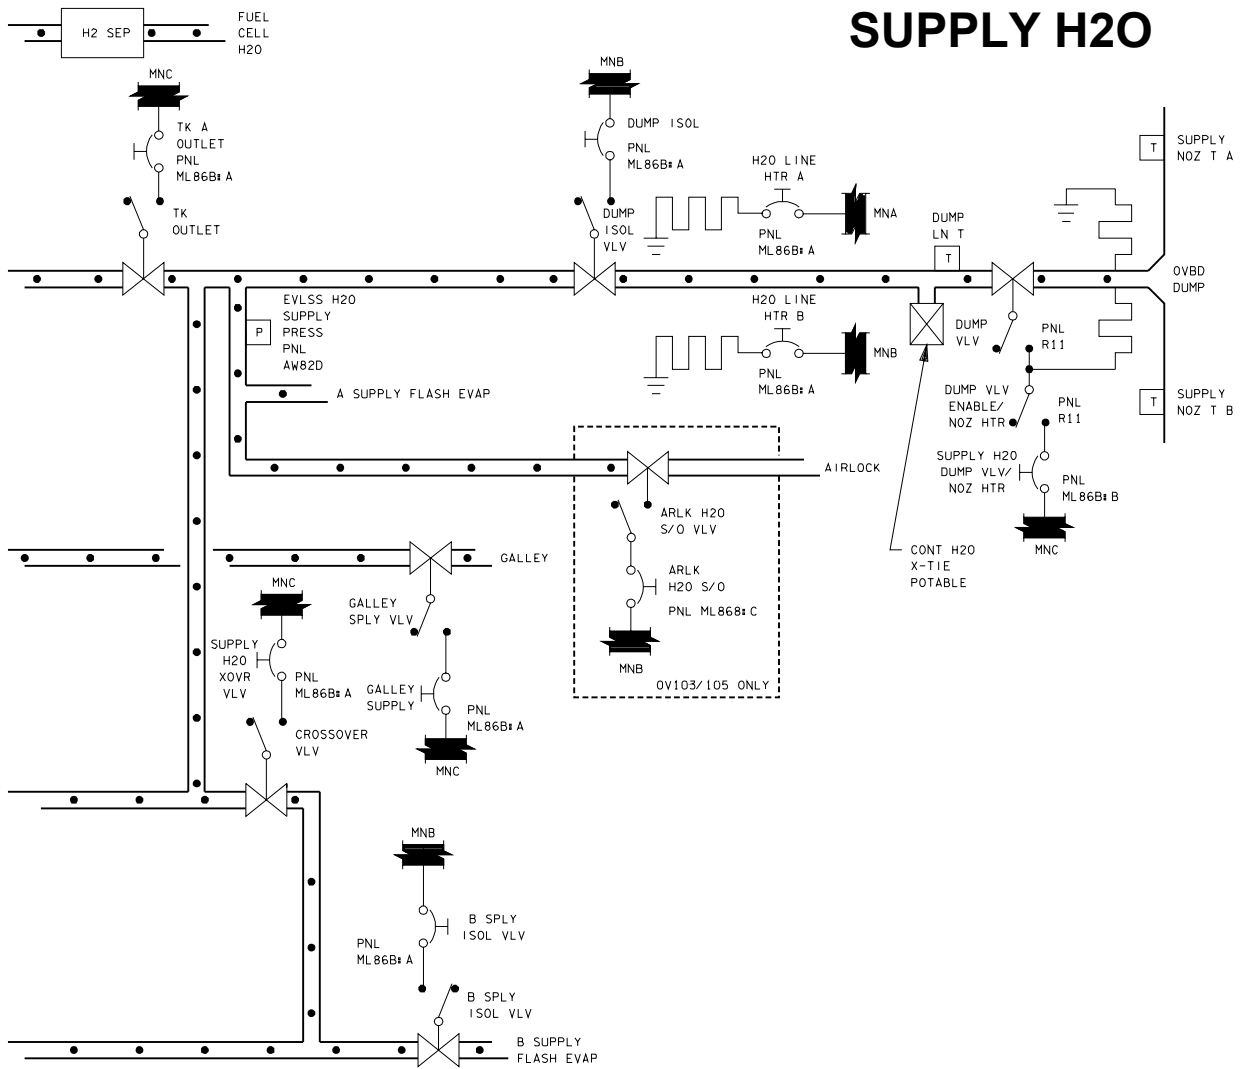 SUPPLY H2O
FUEL
CELL
H2O
H2 SEP
MNC
TK A
OUTLET
PNL
ML86B:A
TK
OUTLET
MNB
DUMP ISOL
PNL
ML86B:A
DUMP
ISOL
VLV
H2O LINE
HTR A
MNA
PNL
ML86B:A
DUMP
LN T
T
T
SUPPLY
NOZ T A
OVBD
DUMP
EVLSS H2O
SUPPLY
PRESS
PNL
AW82D
P
H2O LINE
HTR B
MNB
PNL
ML86B:A
DUMP
VLV
PNL
R11
A SUPPLY FLASH EVAP
DUMP VLV
ENABLE/
NOZ HTR
PNL
R11
T
SUPPLY
NOZ T B
AIRLOCK
SUPPLY H2O
DUMP VLV/
NOZ HTR
PNL
ML86B:B
MNC
ARLK H2O
S/O VLV
ARLK
H2O S/O
PNL ML868:C
MNB
OV103/105 ONLY
CONT H2O
X-TIE
POTABLE
GALLEY
MNC
GALLEY
SPLY VLV
SUPPLY
H2O
XOVR
VLV
PNL
ML86B:A
GALLEY
SUPPLY
PNL
ML86B:A
MNC
CROSSOVER
VLV
MNB
B SPLY
ISOL VLV
PNL
ML86B:A
B SPLY
ISOL VLV
B SUPPLY
FLASH EVAP